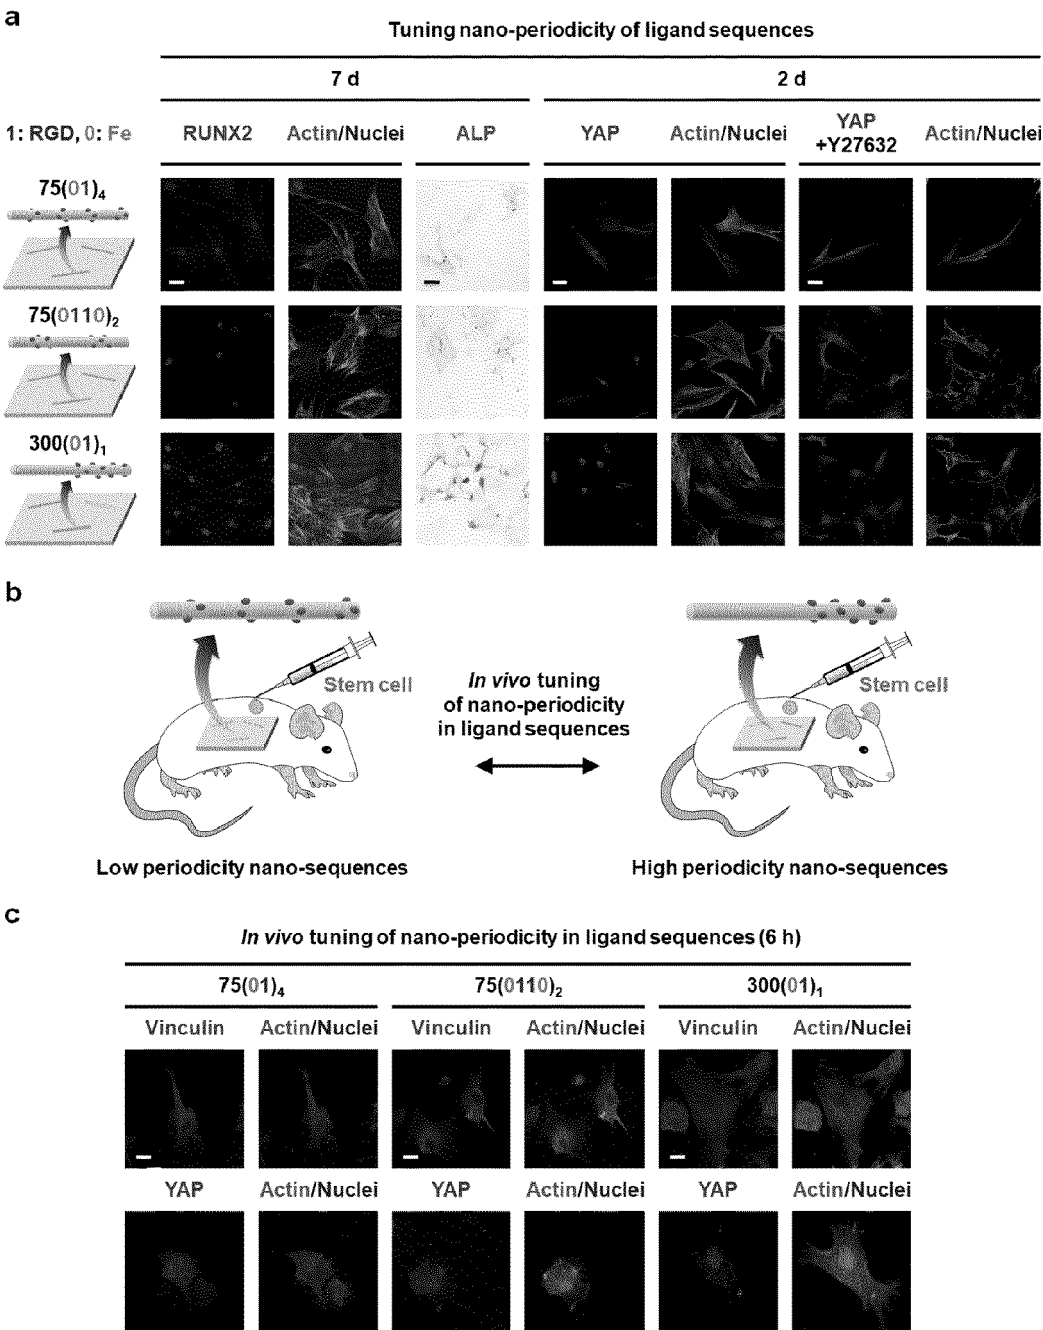 a
Tuning nano-periodicity of ligand sequences
7 d
2 d
1: RGD, 0: Fe
RUNX2
Actin/Nuclei
ALP
YAP
Actin/Nuclei
YAP
+Y27632
Actin/Nuclei
75(01)₄
75(0110)₂
300(01)₁
b
Stem cell
In vivo tuning
of nano-periodicity
in ligand sequences
Stem cell
Low periodicity nano-sequences
High periodicity nano-sequences
c
In vivo tuning of nano-periodicity in ligand sequences (6 h)
75(01)₄
75(0110)₂
300(01)₁
Vinculin
Actin/Nuclei
Vinculin
Actin/Nuclei
Vinculin
Actin/Nuclei
YAP
Actin/Nuclei
YAP
Actin/Nuclei
YAP
Actin/Nuclei